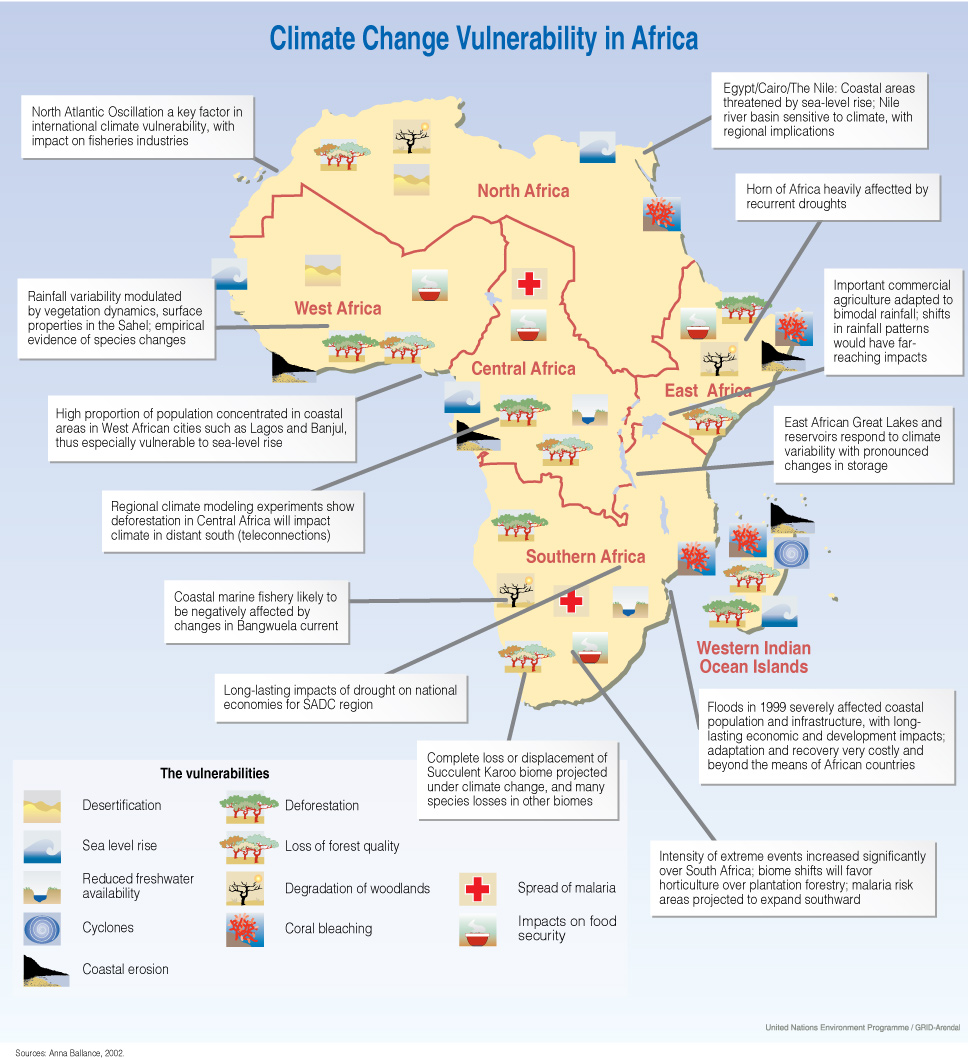 Climate Change Vulnerability in Africa
North Atlantic Oscillation a key factor in
international climate vulnerability, with
impact on fisheries industries
Egypt/Cairo/The Nile: Coastal areas
threatened by sea-level rise; Nile
river basin sensitive to climate, with
regional implications
North Africa
Horn of Africa heavily affectted by
recurrent droughts
Rainfall variability modulated
by vegetation dynamics, surface
properties in the Sahel; empirical
evidence of species changes
West Africa
Important commercial
agriculture adapted to
bimodal rainfall; shifts
in rainfall patterns
would have far-
reaching impacts
Central Africa
East Africa
High proportion of population concentrated in coastal
areas in West African cities such as Lagos and Banjul,
thus especially vulnerable to sea-level rise
East African Great Lakes and
reservoirs respond to climate
variability with pronounced
changes in storage
Regional climate modeling experiments show
deforestation in Central Africa will impact
climate in distant south (teleconnections)
Southern Africa
Coastal marine fishery likely to
be negatively affected by
changes in Bangwuela current
Western Indian
Ocean Islands
Long-lasting impacts of drought on national
economies for SADC region
Floods in 1999 severely affected coastal
population and infrastructure, with long-
lasting economic and development impacts;
adaptation and recovery very costly and
beyond the means of African countries
Complete loss or displacement of
Succulent Karoo biome projected
under climate change, and many
species losses in other biomes
Intensity of extreme events increased significantly
over South Africa; biome shifts will favor
horticulture over plantation forestry; malaria risk
areas projected to expand southward
The vulnerabilities
Desertification
Sea level rise
Reduced freshwater
availability
Cyclones
Coastal erosion
Deforestation
Loss of forest quality
Degradation of woodlands
Coral bleaching
Spread of malaria
Impacts on food
security
United Nations Environment Programme / GRID-Arendal
Sources: Anna Ballance, 2002.